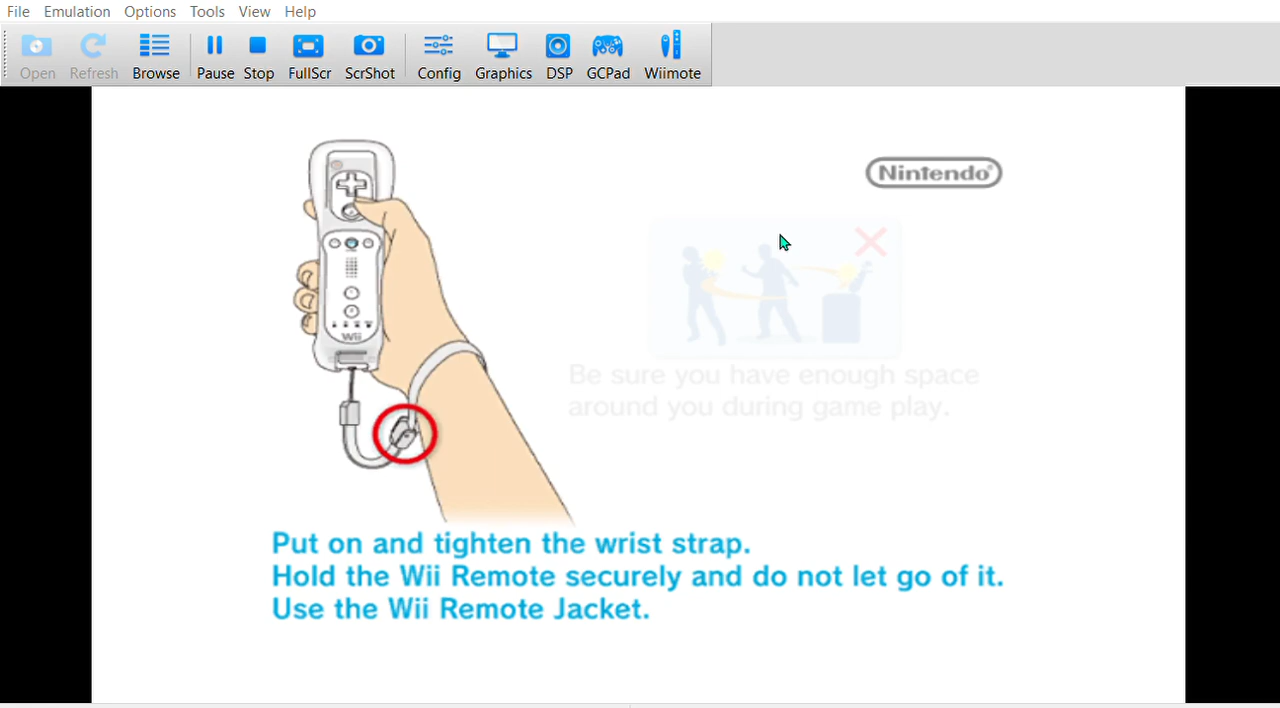 File Emulation Options Tools View Help
Open Refresh Browse Pause Stop FullScr ScrShot Config Graphics DSP GCPad Wiimote
Nintendo®
Wii
Be sure you have enough space
around you during game play.
Put on and tighten the wrist strap.
Hold the Wii Remote securely and do not let go of it.
Use the Wii Remote Jacket.